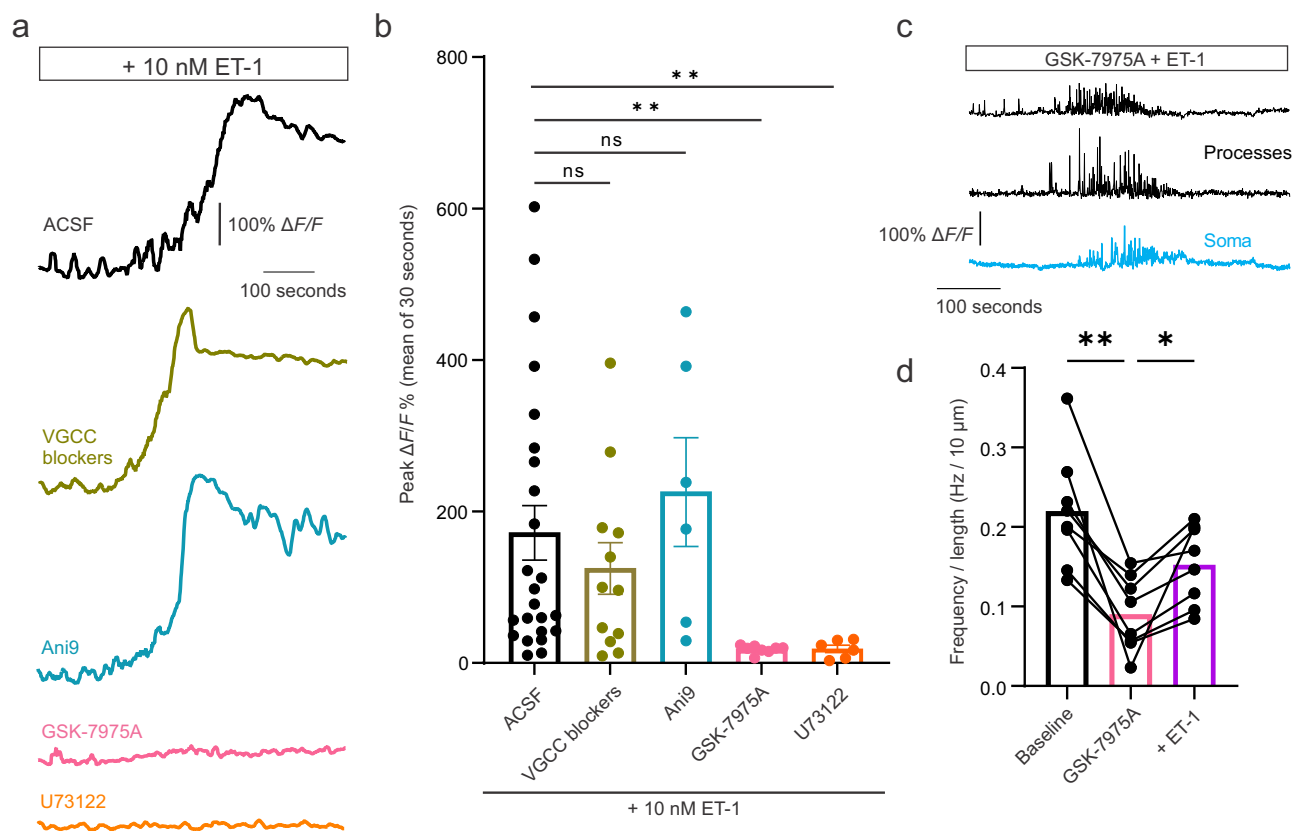 a
+ 10 nM ET-1
ACSF
100% ΔF/F
100 seconds
VGCC
blockers
Ani9
GSK-7975A
U73122
b
Peak ΔF/F % (mean of 30 seconds)
800
600
400
200
0
**
**
ns
ns
ACSF
VGCC blockers
Ani9
GSK-7975A
U73122
+ 10 nM ET-1
c
GSK-7975A + ET-1
Processes
100% ΔF/F
Soma
100 seconds
d
**
*
Frequency / length (Hz / 10 µm)
0.4
0.3
0.2
0.1
0.0
Baseline
GSK-7975A
+ ET-1